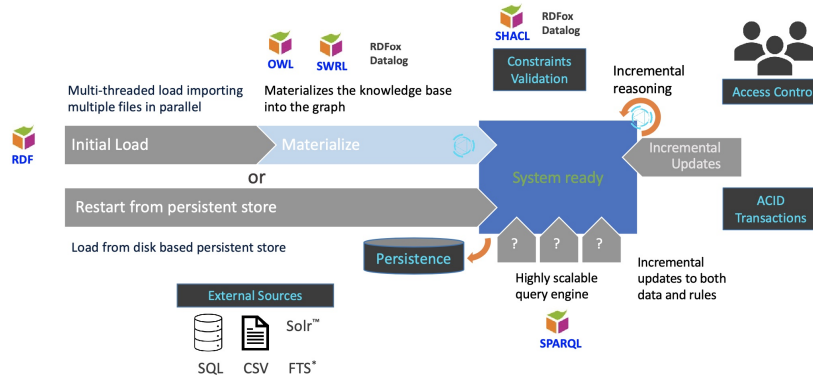 OWL
SWRL
RDFox
Datalog
SHACL
RDFox
Datalog
Constraints
Validation
Multi-threaded load importing
multiple files in parallel
Materializes the knowledge base
into the graph
Incremental
reasoning
Access Control
RDF
Initial Load
Materialize
Incremental
Updates
or
System ready
Restart from persistent store
ACID
Transactions
Load from disk based persistent store
Persistence
?
?
?
Highly scalable
query engine
Incremental
updates to both
data and rules
External Sources
SPARQL
Solr™
SQL
CSV
FTS*